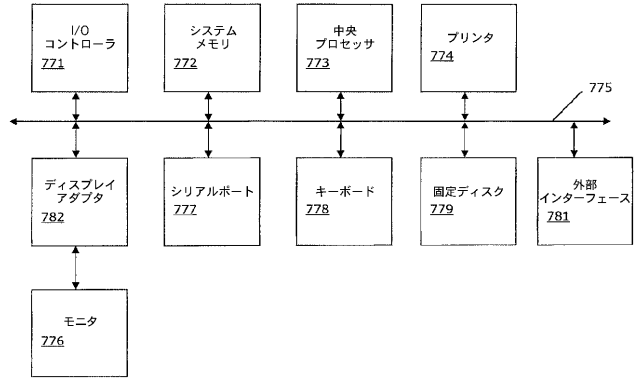 I/O
コントローラ
771
システム
メモリ
772
中央
プロセッサ
773
プリンタ
774
775
ディスプレイ
アダプタ
782
シリアルポート
777
キーボード
778
固定ディスク
779
外部
インターフェース
781
モニタ
776